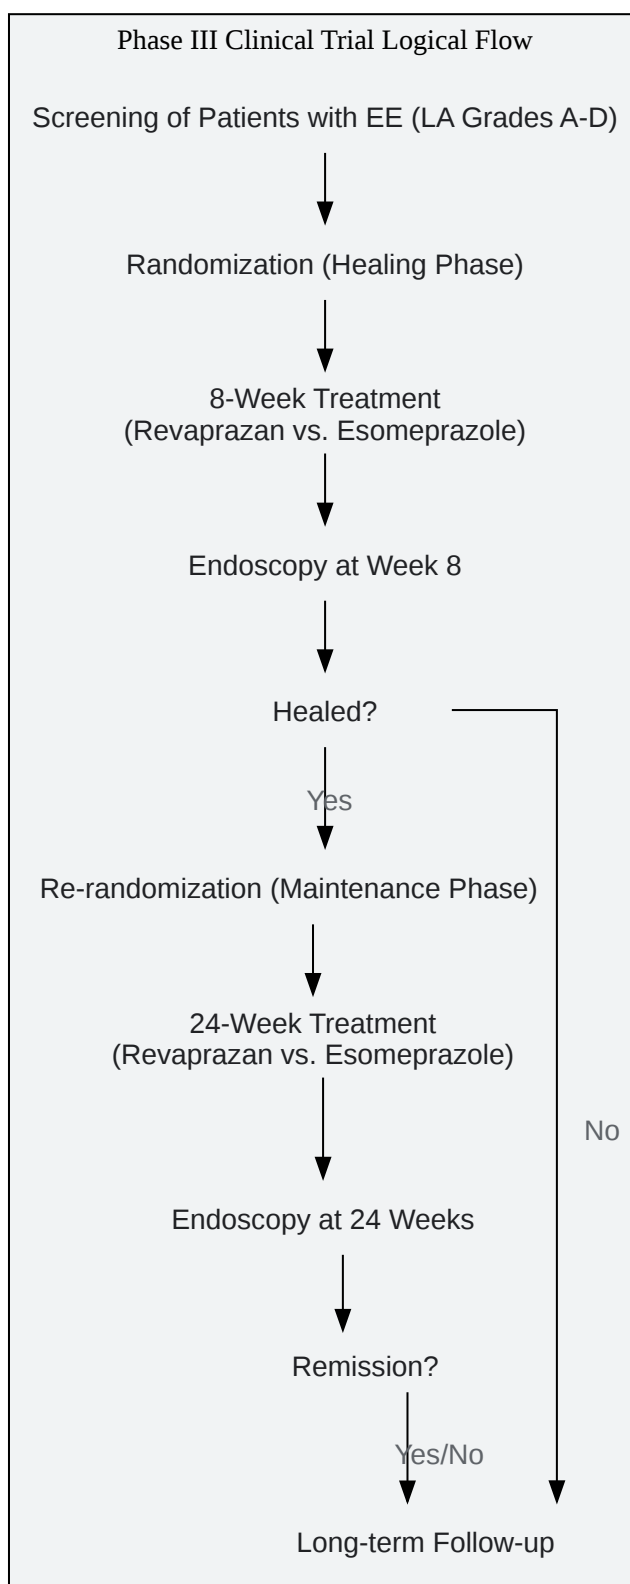 Phase III Clinical Trial Logical Flow
Screening of Patients with EE (LA Grades A-D)
Randomization (Healing Phase)
8-Week Treatment
(Revaprazan vs. Esomeprazole)
Endoscopy at Week 8
Healed?
Yes
Re-randomization (Maintenance Phase)
24-Week Treatment
(Revaprazan vs. Esomeprazole)
No
Endoscopy at 24 Weeks
Remission?
Yes/No
Long-term Follow-up